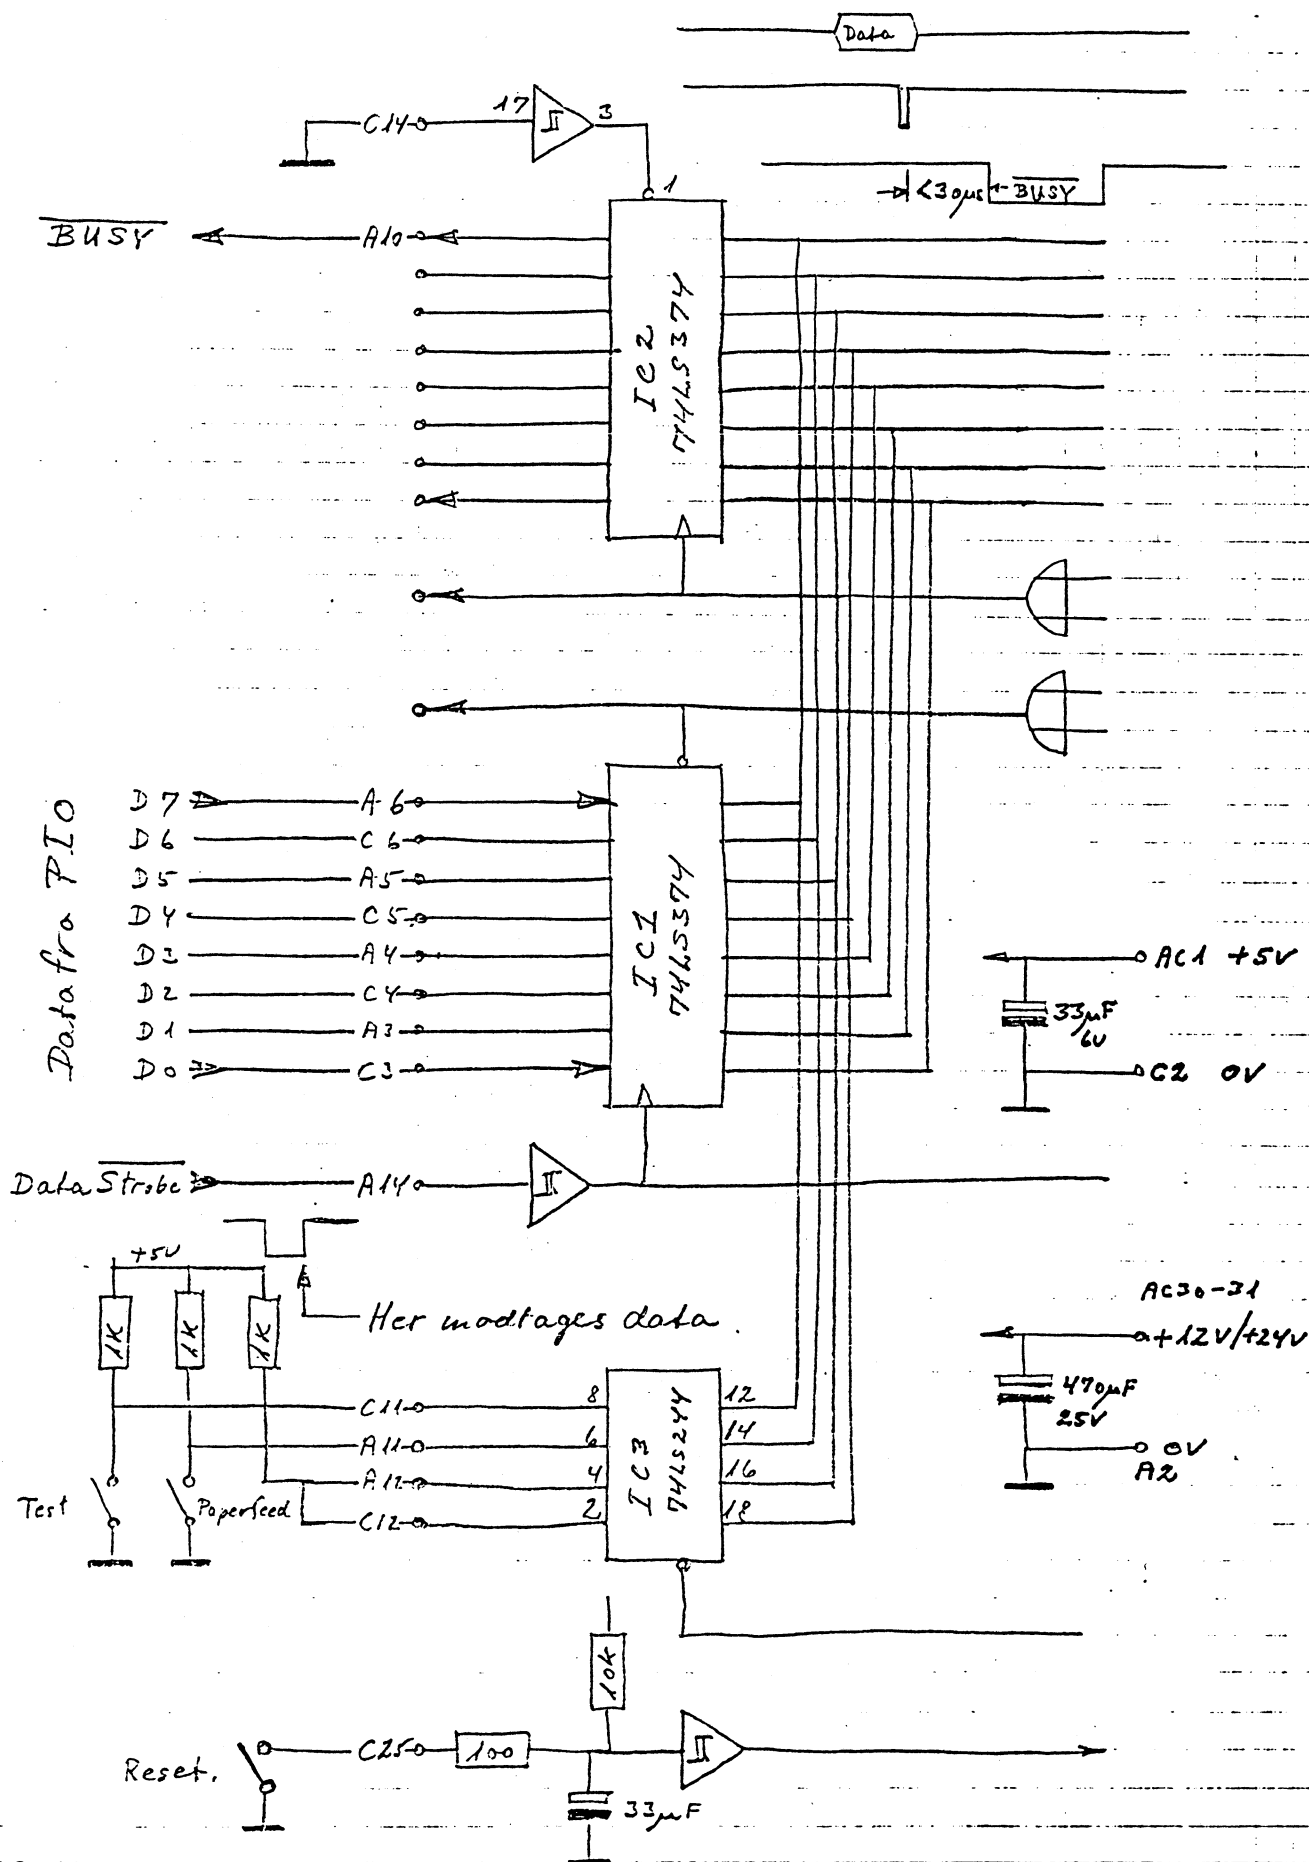 Data
17
3
C14
1
<30µs
BUSY
BUSY
A10
IC2
74LS374
Data fra PIO
D7
A6
D6
C6
D5
A5
D4
C5
D3
A4
D2
C4
D1
A3
D0
C3
IC1
74LS374
AC1 +5V
33µF
6V
C2 0V
Data Strobe
A14
+5V
1K
1K
1K
Her modtages data.
AC30-31
+12V/+24V
470µF
25V
0V
A2
C11
8
12
A11
6
14
A12
4
16
C12
2
18
IC3
74LS244
Test
Paperfeed
10K
Reset.
C25
100
33µF